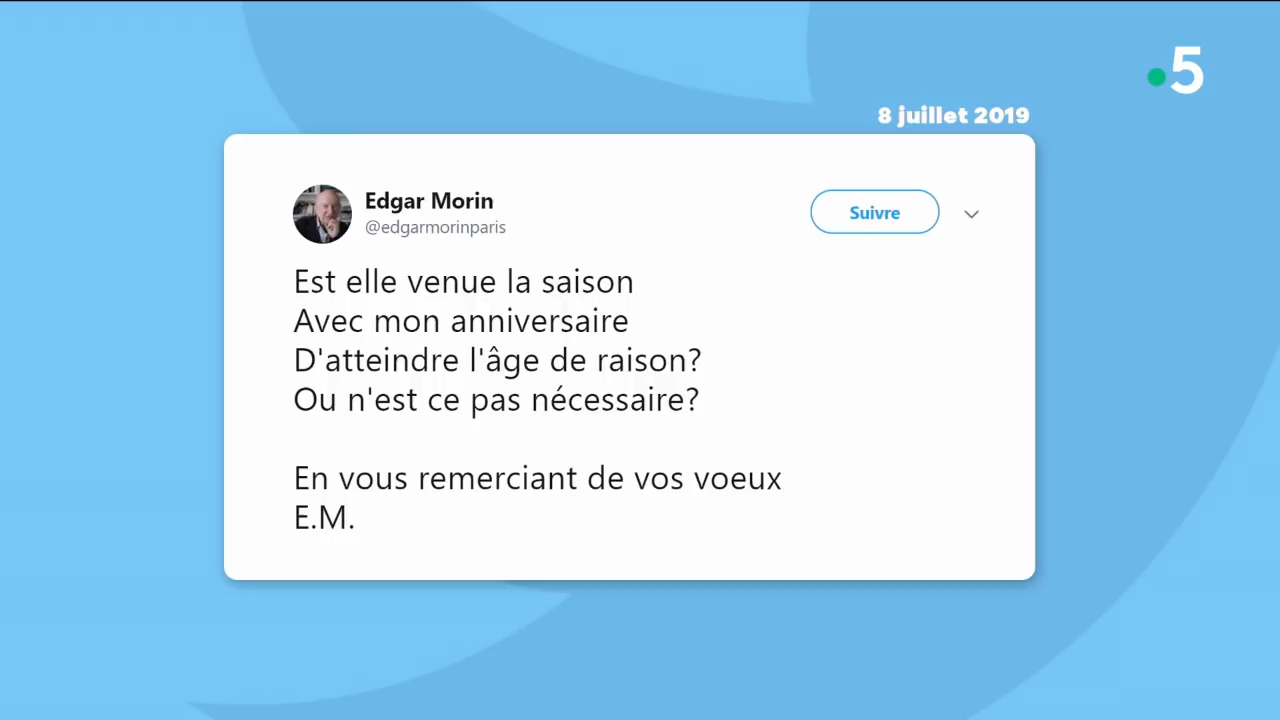 5
8 juillet 2019
Edgar Morin
@edgarmorinparis
Suivre
Est elle venue la saison
Avec mon anniversaire
D'atteindre l'âge de raison?
Ou n'est ce pas nécessaire?
En vous remerciant de vos voeux
E.M.